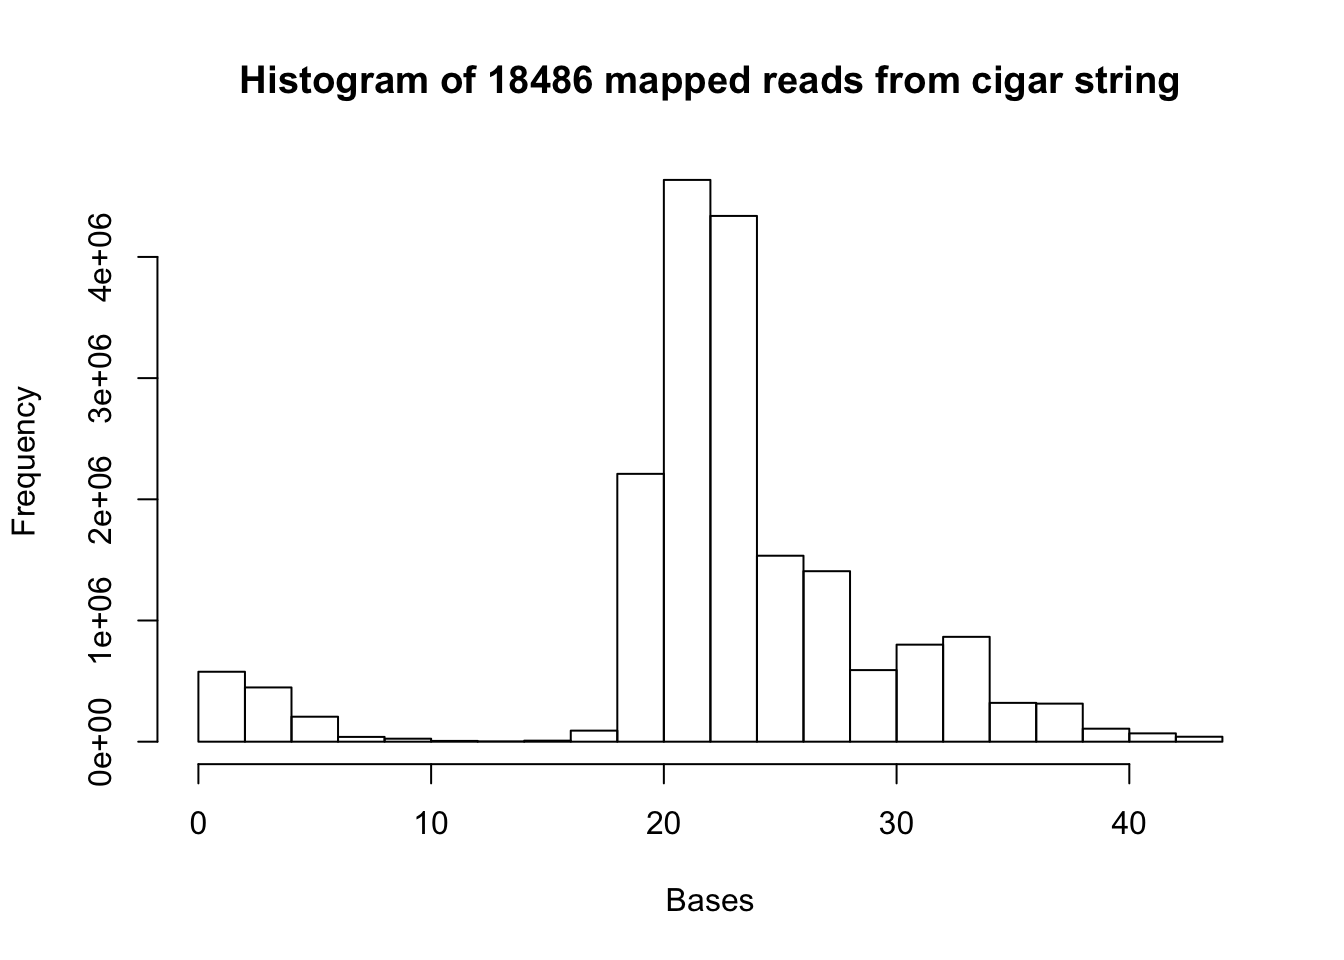 Histogram of 18486 mapped reads from cigar string
Frequency
4e+06
3e+06
2e+06
1e+06
0e+00
0 10 20 30 40
Bases